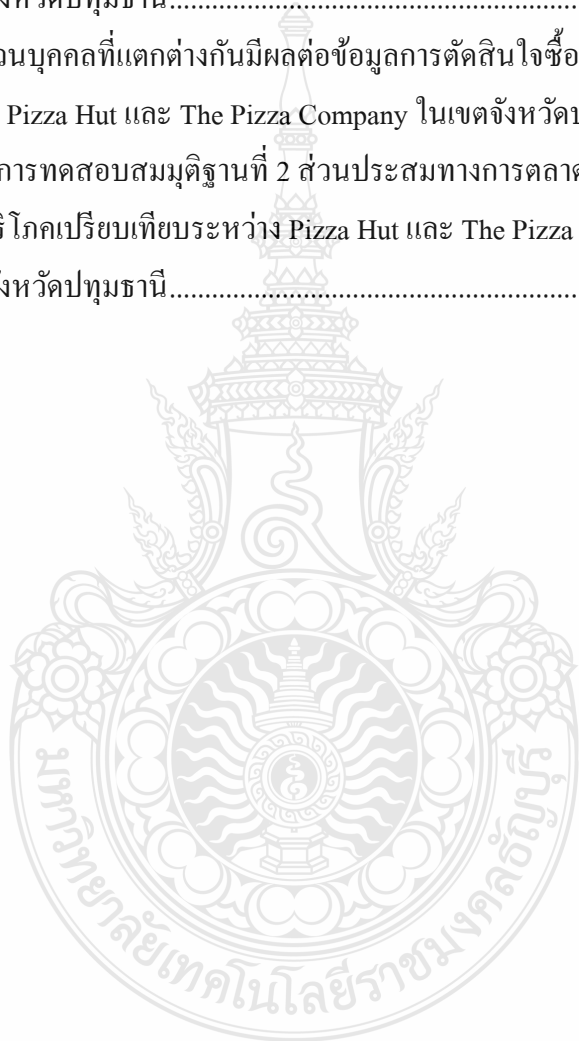 งหวัดปทุมธานี..........................................................
วนบุคคลที่แตกต่างกันมีผลต่อข้อมูลการตัดสินใจซื้อ
Pizza Hut และ The Pizza Company ในเขตจังหวัดป
การทดสอบสมมุติฐานที่ 2 ส่วนประสมทางการตลาด
ริโภคเปรียบเทียบระหว่าง Pizza Hut และ The Pizza
ังหวัดปทุมธานี..........................................................
มหาวิทยาลัยเทคโนโลยีราชมงคลธัญบุรี